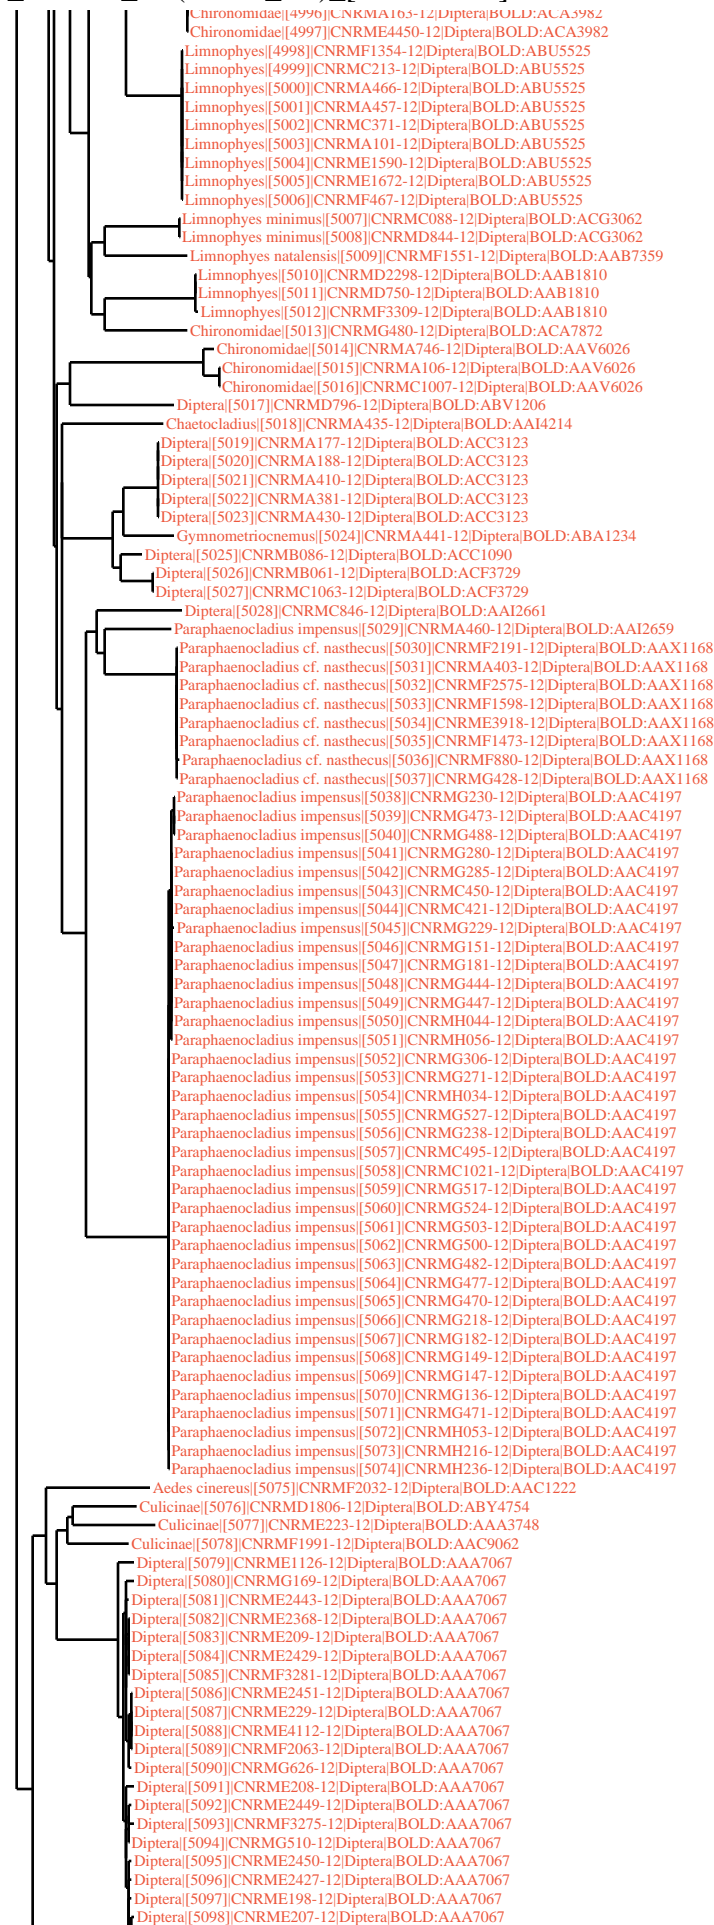 Chironomidae|[4996]|CNRMA163-12|Diptera|BOLD:ACA3982
Chironomidae|[4997]|CNRME4450-12|Diptera|BOLD:ACA3982
Limnophyes|[4998]|CNRMF1354-12|Diptera|BOLD:ABU5525
Limnophyes|[4999]|CNRMC213-12|Diptera|BOLD:ABU5525
Limnophyes|[5000]|CNRMA466-12|Diptera|BOLD:ABU5525
Limnophyes|[5001]|CNRMA457-12|Diptera|BOLD:ABU5525
Limnophyes|[5002]|CNRMC371-12|Diptera|BOLD:ABU5525
Limnophyes|[5003]|CNRMA101-12|Diptera|BOLD:ABU5525
Limnophyes|[5004]|CNRME1590-12|Diptera|BOLD:ABU5525
Limnophyes|[5005]|CNRME1672-12|Diptera|BOLD:ABU5525
Limnophyes|[5006]|CNRMF467-12|Diptera|BOLD:ABU5525
Limnophyes minimus|[5007]|CNRMC088-12|Diptera|BOLD:ACG3062
Limnophyes minimus|[5008]|CNRMD844-12|Diptera|BOLD:ACG3062
Limnophyes natalensis|[5009]|CNRMF1551-12|Diptera|BOLD:AAB7359
Limnophyes|[5010]|CNRMD2298-12|Diptera|BOLD:AAB1810
Limnophyes|[5011]|CNRMD750-12|Diptera|BOLD:AAB1810
Limnophyes|[5012]|CNRMF3309-12|Diptera|BOLD:AAB1810
Chironomidae|[5013]|CNRMG480-12|Diptera|BOLD:ACA7872
Chironomidae|[5014]|CNRMA746-12|Diptera|BOLD:AAV6026
Chironomidae|[5015]|CNRMA106-12|Diptera|BOLD:AAV6026
Chironomidae|[5016]|CNRMC1007-12|Diptera|BOLD:AAV6026
Diptera|[5017]|CNRMD796-12|Diptera|BOLD:ABV1206
Chaetocladius|[5018]|CNRMA435-12|Diptera|BOLD:AAI4214
Diptera|[5019]|CNRMA177-12|Diptera|BOLD:ACC3123
Diptera|[5020]|CNRMA188-12|Diptera|BOLD:ACC3123
Diptera|[5021]|CNRMA410-12|Diptera|BOLD:ACC3123
Diptera|[5022]|CNRMA381-12|Diptera|BOLD:ACC3123
Diptera|[5023]|CNRMA430-12|Diptera|BOLD:ACC3123
Gymnometriocnemus|[5024]|CNRMA441-12|Diptera|BOLD:ABA1234
Diptera|[5025]|CNRMB086-12|Diptera|BOLD:ACC1090
Diptera|[5026]|CNRMB061-12|Diptera|BOLD:ACF3729
Diptera|[5027]|CNRMC1063-12|Diptera|BOLD:ACF3729
Diptera|[5028]|CNRMC846-12|Diptera|BOLD:AAI2661
Paraphaenocladius impensus|[5029]|CNRMA460-12|Diptera|BOLD:AAI2659
Paraphaenocladius cf. nasthecus|[5030]|CNRMF2191-12|Diptera|BOLD:AAX1168
Paraphaenocladius cf. nasthecus|[5031]|CNRMA403-12|Diptera|BOLD:AAX1168
Paraphaenocladius cf. nasthecus|[5032]|CNRMF2575-12|Diptera|BOLD:AAX1168
Paraphaenocladius cf. nasthecus|[5033]|CNRMF1598-12|Diptera|BOLD:AAX1168
Paraphaenocladius cf. nasthecus|[5034]|CNRME3918-12|Diptera|BOLD:AAX1168
Paraphaenocladius cf. nasthecus|[5035]|CNRMF1473-12|Diptera|BOLD:AAX1168
Paraphaenocladius cf. nasthecus|[5036]|CNRMF880-12|Diptera|BOLD:AAX1168
Paraphaenocladius cf. nasthecus|[5037]|CNRMG428-12|Diptera|BOLD:AAX1168
Paraphaenocladius impensus|[5038]|CNRMG230-12|Diptera|BOLD:AAC4197
Paraphaenocladius impensus|[5039]|CNRMG473-12|Diptera|BOLD:AAC4197
Paraphaenocladius impensus|[5040]|CNRMG488-12|Diptera|BOLD:AAC4197
Paraphaenocladius impensus|[5041]|CNRMG280-12|Diptera|BOLD:AAC4197
Paraphaenocladius impensus|[5042]|CNRMG285-12|Diptera|BOLD:AAC4197
Paraphaenocladius impensus|[5043]|CNRMC450-12|Diptera|BOLD:AAC4197
Paraphaenocladius impensus|[5044]|CNRMC421-12|Diptera|BOLD:AAC4197
Paraphaenocladius impensus|[5045]|CNRMG229-12|Diptera|BOLD:AAC4197
Paraphaenocladius impensus|[5046]|CNRMG151-12|Diptera|BOLD:AAC4197
Paraphaenocladius impensus|[5047]|CNRMG181-12|Diptera|BOLD:AAC4197
Paraphaenocladius impensus|[5048]|CNRMG444-12|Diptera|BOLD:AAC4197
Paraphaenocladius impensus|[5049]|CNRMG447-12|Diptera|BOLD:AAC4197
Paraphaenocladius impensus|[5050]|CNRMH044-12|Diptera|BOLD:AAC4197
Paraphaenocladius impensus|[5051]|CNRMH056-12|Diptera|BOLD:AAC4197
Paraphaenocladius impensus|[5052]|CNRMG306-12|Diptera|BOLD:AAC4197
Paraphaenocladius impensus|[5053]|CNRMG271-12|Diptera|BOLD:AAC4197
Paraphaenocladius impensus|[5054]|CNRMH034-12|Diptera|BOLD:AAC4197
Paraphaenocladius impensus|[5055]|CNRMG527-12|Diptera|BOLD:AAC4197
Paraphaenocladius impensus|[5056]|CNRMG238-12|Diptera|BOLD:AAC4197
Paraphaenocladius impensus|[5057]|CNRMC495-12|Diptera|BOLD:AAC4197
Paraphaenocladius impensus|[5058]|CNRMC1021-12|Diptera|BOLD:AAC4197
Paraphaenocladius impensus|[5059]|CNRMG517-12|Diptera|BOLD:AAC4197
Paraphaenocladius impensus|[5060]|CNRMG524-12|Diptera|BOLD:AAC4197
Paraphaenocladius impensus|[5061]|CNRMG503-12|Diptera|BOLD:AAC4197
Paraphaenocladius impensus|[5062]|CNRMG500-12|Diptera|BOLD:AAC4197
Paraphaenocladius impensus|[5063]|CNRMG482-12|Diptera|BOLD:AAC4197
Paraphaenocladius impensus|[5064]|CNRMG477-12|Diptera|BOLD:AAC4197
Paraphaenocladius impensus|[5065]|CNRMG470-12|Diptera|BOLD:AAC4197
Paraphaenocladius impensus|[5066]|CNRMG218-12|Diptera|BOLD:AAC4197
Paraphaenocladius impensus|[5067]|CNRMG182-12|Diptera|BOLD:AAC4197
Paraphaenocladius impensus|[5068]|CNRMG149-12|Diptera|BOLD:AAC4197
Paraphaenocladius impensus|[5069]|CNRMG147-12|Diptera|BOLD:AAC4197
Paraphaenocladius impensus|[5070]|CNRMG136-12|Diptera|BOLD:AAC4197
Paraphaenocladius impensus|[5071]|CNRMG471-12|Diptera|BOLD:AAC4197
Paraphaenocladius impensus|[5072]|CNRMH053-12|Diptera|BOLD:AAC4197
Paraphaenocladius impensus|[5073]|CNRMH216-12|Diptera|BOLD:AAC4197
Paraphaenocladius impensus|[5074]|CNRMH236-12|Diptera|BOLD:AAC4197
Aedes cinereus|[5075]|CNRMF2032-12|Diptera|BOLD:AAC1222
Culicinae|[5076]|CNRMD1806-12|Diptera|BOLD:ABY4754
Culicinae|[5077]|CNRME223-12|Diptera|BOLD:AAA3748
Culicinae|[5078]|CNRMF1991-12|Diptera|BOLD:AAC9062
Diptera|[5079]|CNRME1126-12|Diptera|BOLD:AAA7067
Diptera|[5080]|CNRMG169-12|Diptera|BOLD:AAA7067
Diptera|[5081]|CNRME2443-12|Diptera|BOLD:AAA7067
Diptera|[5082]|CNRME2368-12|Diptera|BOLD:AAA7067
Diptera|[5083]|CNRME209-12|Diptera|BOLD:AAA7067
Diptera|[5084]|CNRME2429-12|Diptera|BOLD:AAA7067
Diptera|[5085]|CNRMF3281-12|Diptera|BOLD:AAA7067
Diptera|[5086]|CNRME2451-12|Diptera|BOLD:AAA7067
Diptera|[5087]|CNRME229-12|Diptera|BOLD:AAA7067
Diptera|[5088]|CNRME4112-12|Diptera|BOLD:AAA7067
Diptera|[5089]|CNRMF2063-12|Diptera|BOLD:AAA7067
Diptera|[5090]|CNRMG626-12|Diptera|BOLD:AAA7067
Diptera|[5091]|CNRME208-12|Diptera|BOLD:AAA7067
Diptera|[5092]|CNRME2449-12|Diptera|BOLD:AAA7067
Diptera|[5093]|CNRMF3275-12|Diptera|BOLD:AAA7067
Diptera|[5094]|CNRMG510-12|Diptera|BOLD:AAA7067
Diptera|[5095]|CNRME2450-12|Diptera|BOLD:AAA7067
Diptera|[5096]|CNRME2427-12|Diptera|BOLD:AAA7067
Diptera|[5097]|CNRME198-12|Diptera|BOLD:AAA7067
Diptera|[5098]|CNRME207-12|Diptera|BOLD:AAA7067